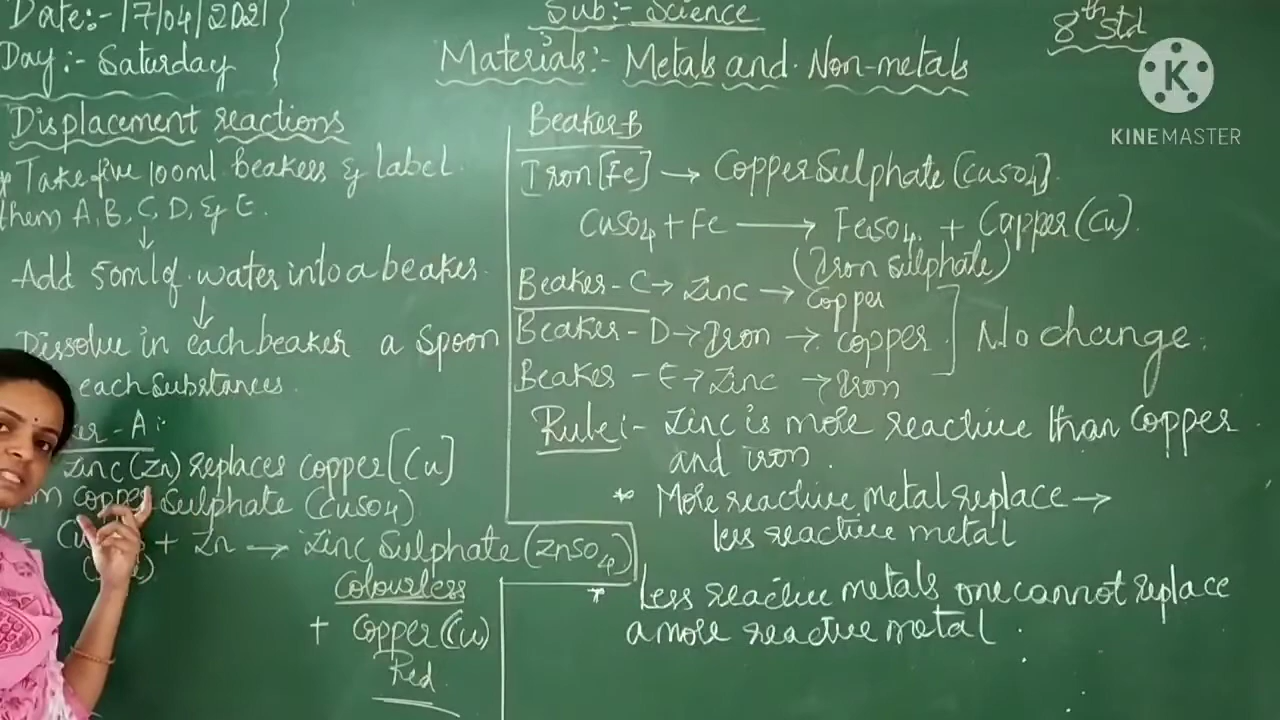 Date:- 17/04/2021
Day:- Saturday
Sub:- Science
8th Std
Materials:- Metals and Non-metals
KINEMASTER
Displacement reactions
* Take five 100ml beakers & label
them A, B, C, D, & E.
↓
Add 50ml of water into a beaker.
↓
Dissolve in each beaker a spoon
each substances.
- A:-
Zinc (Zn) replaces copper [Cu]
copper sulphate (CuSO4)
+ Zn → Zinc Sulphate (ZnSO4)
Colourless
+ Copper (Cu)
Red
Beaker B
Iron [Fe] → Copper Sulphate [CuSO4].
CuSO4 + Fe → FeSO4 + Copper (Cu).
(Iron Sulphate)
Beaker - C → Zinc → Copper
Beaker - D → Iron → copper
No change.
Beaker - E → Zinc → Iron
Rule:- Zinc is more reactive than Copper
and iron.
* More reactive metal replace →
less reactive metal
* Less reactive metals one cannot replace
a more reactive metal.